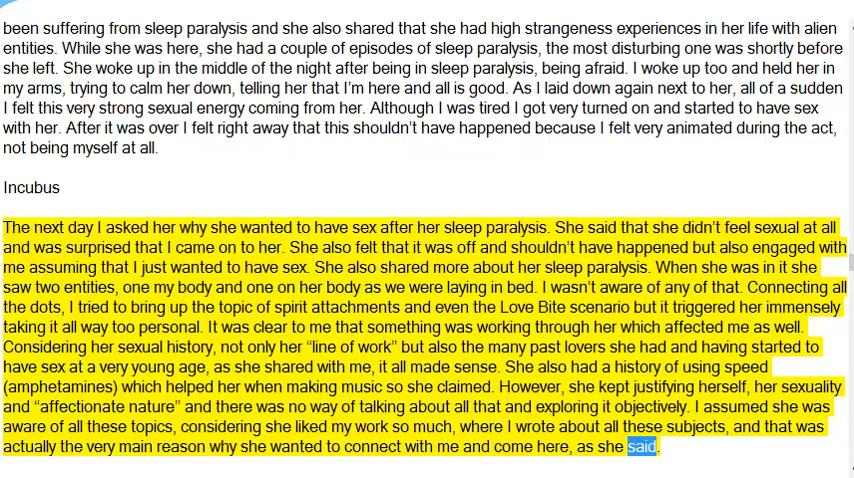 been suffering from sleep paralysis and she also shared that she had high strangeness experiences in her life with alien
entities. While she was here, she had a couple of episodes of sleep paralysis, the most disturbing one was shortly before
she left. She woke up in the middle of the night after being in sleep paralysis, being afraid. I woke up too and held her in
my arms, trying to calm her down, telling her that I’m here and all is good. As I laid down again next to her, all of a sudden
I felt this very strong sexual energy coming from her. Although I was tired I got very turned on and started to have sex
with her. After it was over I felt right away that this shouldn’t have happened because I felt very animated during the act,
not being myself at all.
Incubus
The next day I asked her why she wanted to have sex after her sleep paralysis. She said that she didn’t feel sexual at all
and was surprised that I came on to her. She also felt that it was off and shouldn’t have happened but also engaged with
me assuming that I just wanted to have sex. She also shared more about her sleep paralysis. When she was in it she
saw two entities, one my body and one on her body as we were laying in bed. I wasn’t aware of any of that. Connecting all
the dots, I tried to bring up the topic of spirit attachments and even the Love Bite scenario but it triggered her immensely
taking it all way too personal. It was clear to me that something was working through her which affected me as well.
Considering her sexual history, not only her “line of work” but also the many past lovers she had and having started to
have sex at a very young age, as she shared with me, it all made sense. She also had a history of using speed
(amphetamines) which helped her when making music so she claimed. However, she kept justifying herself, her sexuality
and “affectionate nature” and there was no way of talking about all that and exploring it objectively. I assumed she was
aware of all these topics, considering she liked my work so much, where I wrote about all these subjects, and that was
actually the very main reason why she wanted to connect with me and come here, as she said.